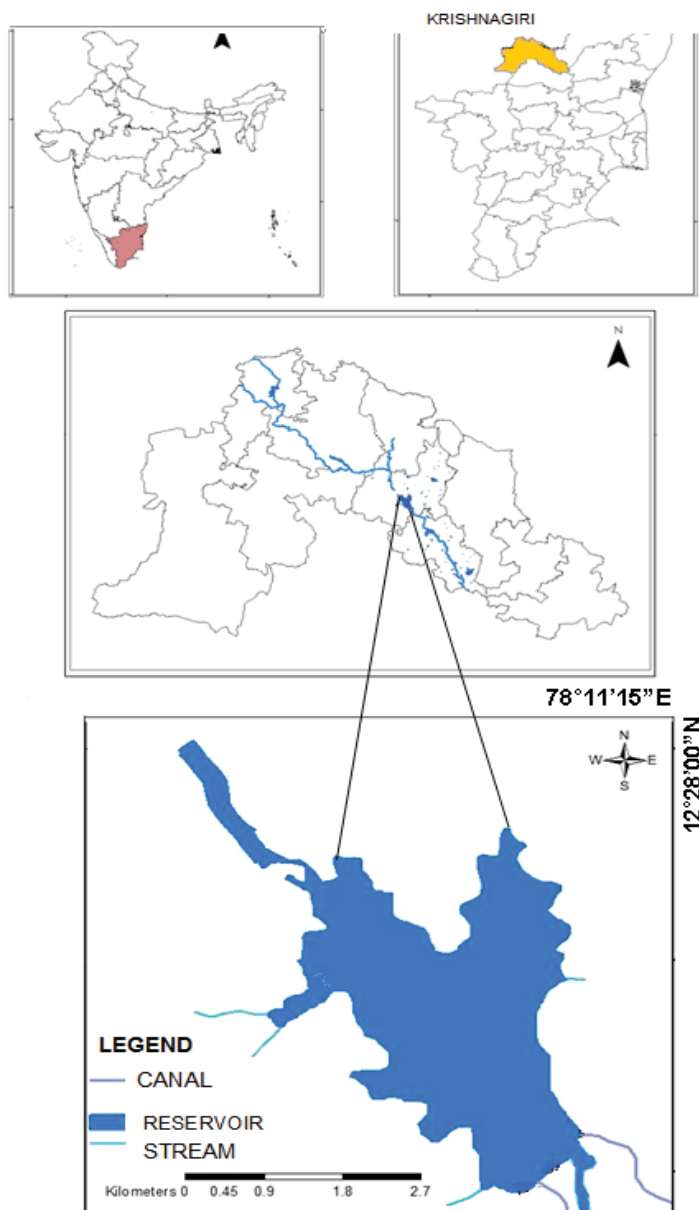 KRISHNAGIRI
N
78°11'15”E
12°28'00”N
N
W E
S
LEGEND
CANAL
RESERVOIR
STREAM
Kilometers 0 0.45 0.9 1.8 2.7